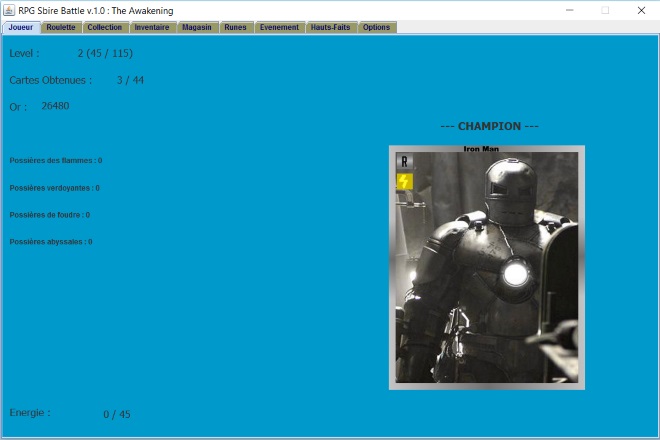 RPG Sbire Battle v.1.0 : The Awakening
Joueur Roulette Collection Inventaire Magasin Runes Evenement Hauts-Faits Options
Level : 2 (45 / 115)
Cartes Obtenues : 3 / 44
Or : 26480
--- CHAMPION ---
Iron Man
R
Possières des flammes : 0
Possières verdoyantes : 0
Possières de foudre : 0
Possières abyssales : 0
Energie : 0 / 45